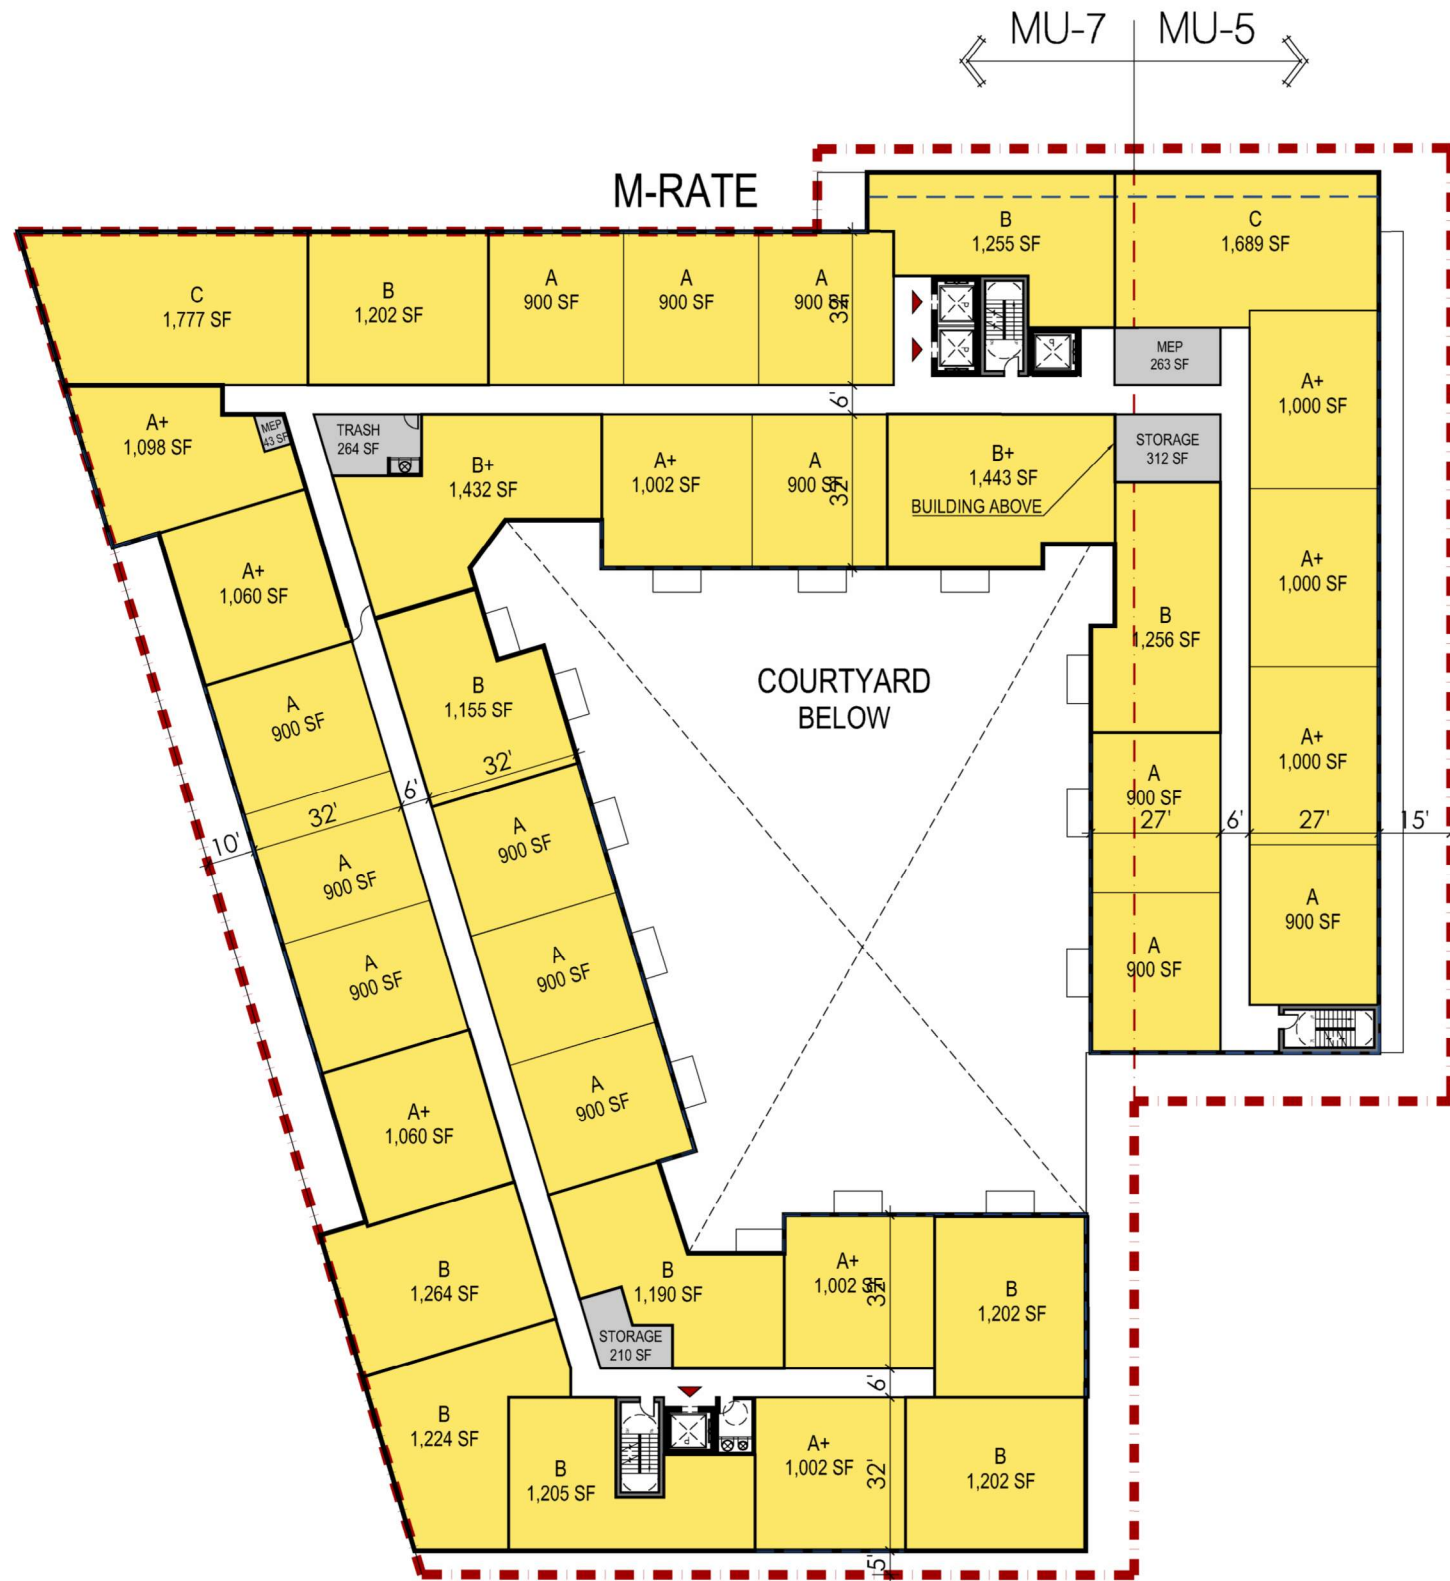 MU-7
MU-5
M-RATE
B
1,255 SF
C
1,689 SF
C
1,777 SF
B
1,202 SF
A
900 SF
A
900 SF
A
900 SF
32'
MEP
263 SF
A+
1,000 SF
6'
A+
1,098 SF
MEP
43 SF
TRASH
264 SF
B+
1,432 SF
A+
1,002 SF
A
900 SF
32'
B+
1,443 SF
BUILDING ABOVE
STORAGE
312 SF
A+
1,000 SF
A+
1,060 SF
B
1,256 SF
COURTYARD
BELOW
A
900 SF
B
1,155 SF
A+
1,000 SF
A
900 SF
27'
6'
27'
15'
32'
6'
32'
10'
A
900 SF
A
900 SF
A
900 SF
A
900 SF
A
900 SF
A
900 SF
A
900 SF
A+
1,060 SF
A
900 SF
B
1,264 SF
B
1,190 SF
A+
1,002 SF
32'
B
1,202 SF
STORAGE
210 SF
6'
B
1,224 SF
B
1,205 SF
A+
1,002 SF
32'
B
1,202 SF
5'